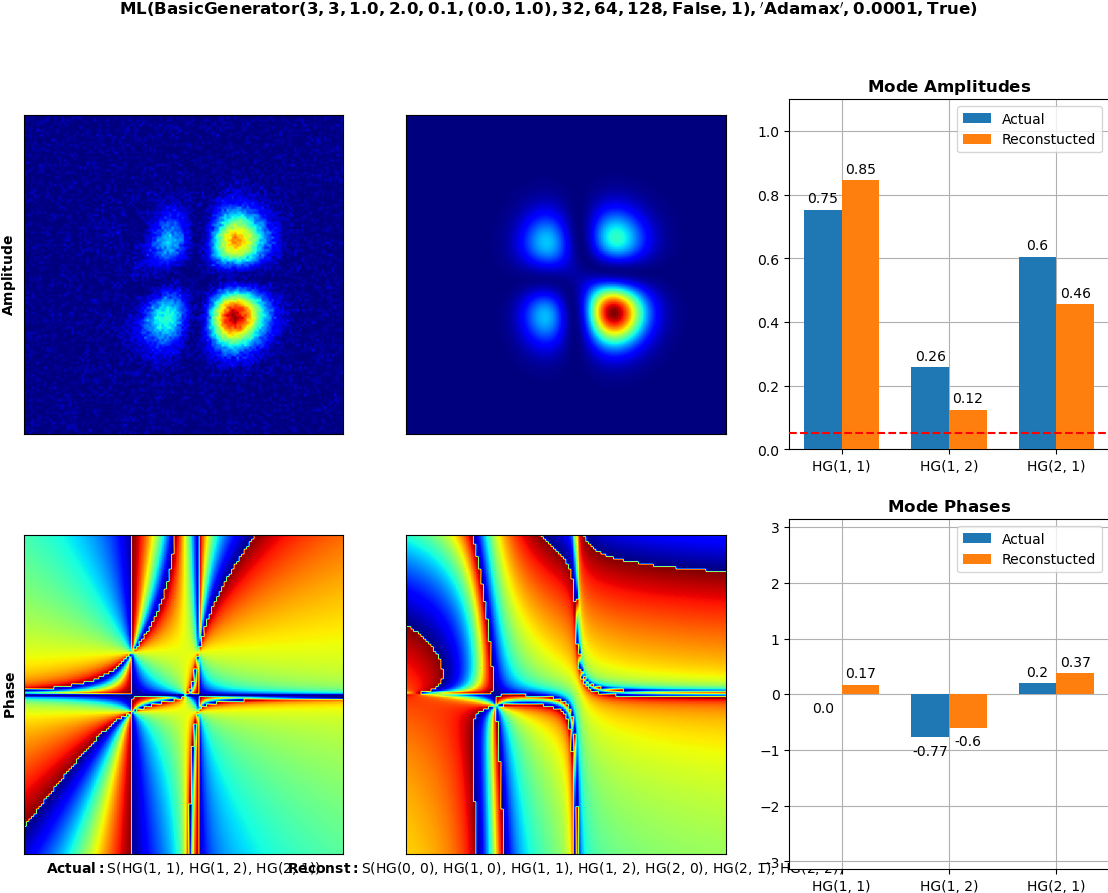 ML(BasicGenerator(3, 3, 1.0, 2.0, 0.1, (0.0, 1.0), 32, 64, 128, False, 1), ′Adamax′, 0.0001, True)
Mode Amplitudes
Actual
Reconstucted
1.0
0.8
0.6
0.4
0.2
0.0
0.75
0.85
0.26
0.12
0.6
0.46
HG(1, 1)
HG(1, 2)
HG(2, 1)
Amplitude
Mode Phases
Actual
Reconstucted
3
2
1
0
−1
−2
−3
0.0
0.17
-0.77
-0.6
0.2
0.37
HG(1, 1)
HG(1, 2)
HG(2, 1)
Phase
Actual: S(HG(1, 1), HG(1, 2), HG(2, 1))
Reconst: S(HG(0, 0), HG(1, 0), HG(1, 1), HG(1, 2), HG(2, 0), HG(2, 1), HG(2, 2))